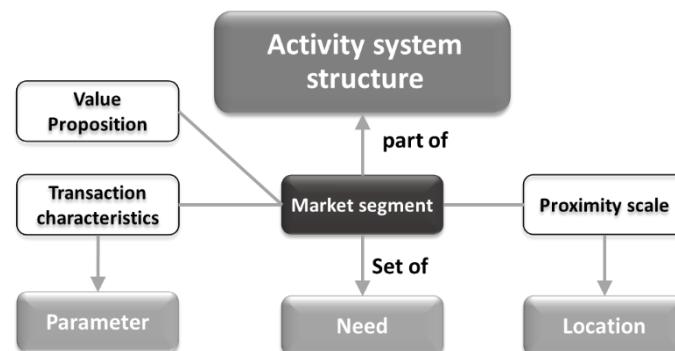 Activity system
structure
Value
Proposition
part of
Transaction
characteristics
Market segment
Proximity scale
Set of
Parameter
Need
Location